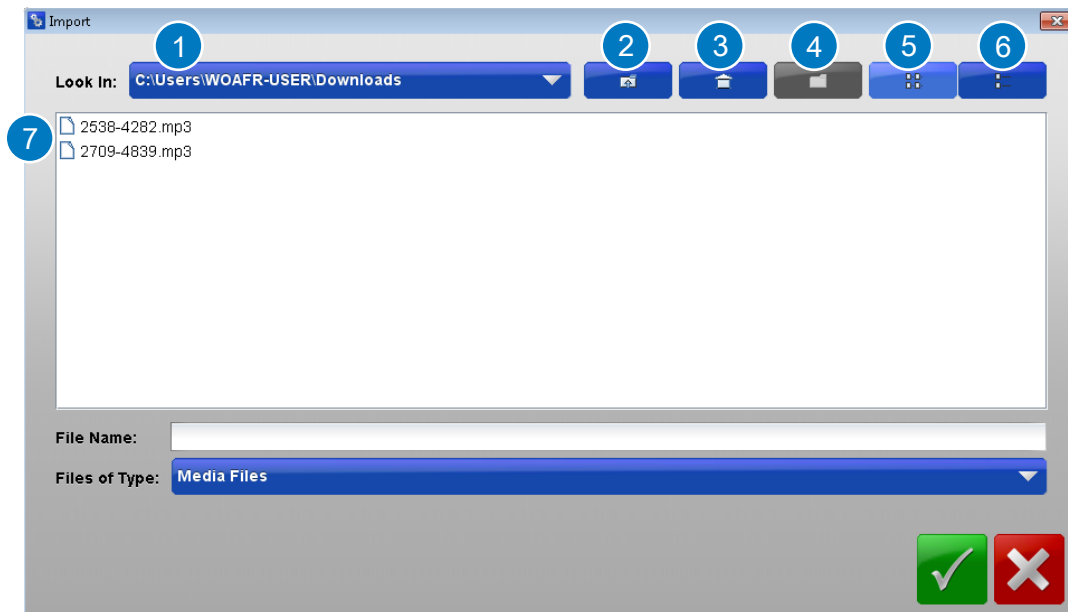 Import
1
2
3
4
5
6
Look In:
C:\Users\WOAFR-USER\Downloads
7
2538-4282.mp3
2709-4839.mp3
File Name:
Files of Type:
Media Files